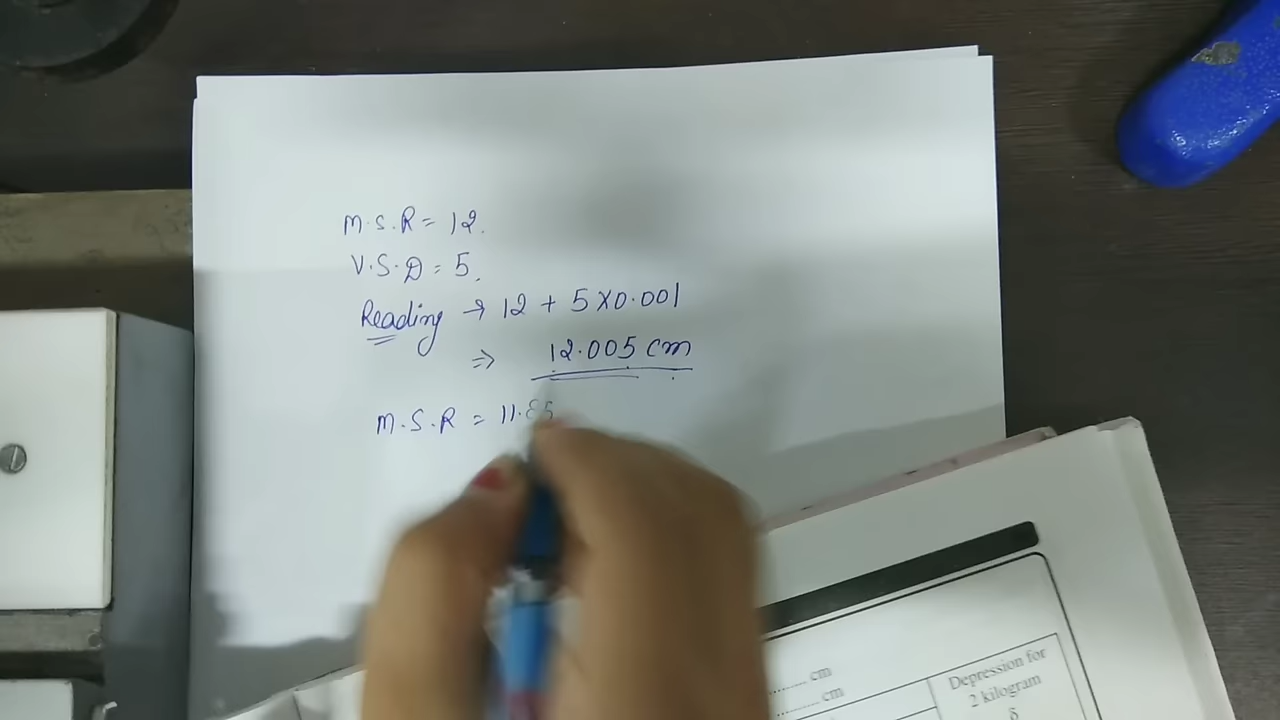 M.S.R = 12.
V.S.D = 5.
Reading → 12 + 5 X 0.001
⇒ 12.005 cm
M.S.R = 11.85
........ cm
........ cm
Depression for
2 kilogram
δ